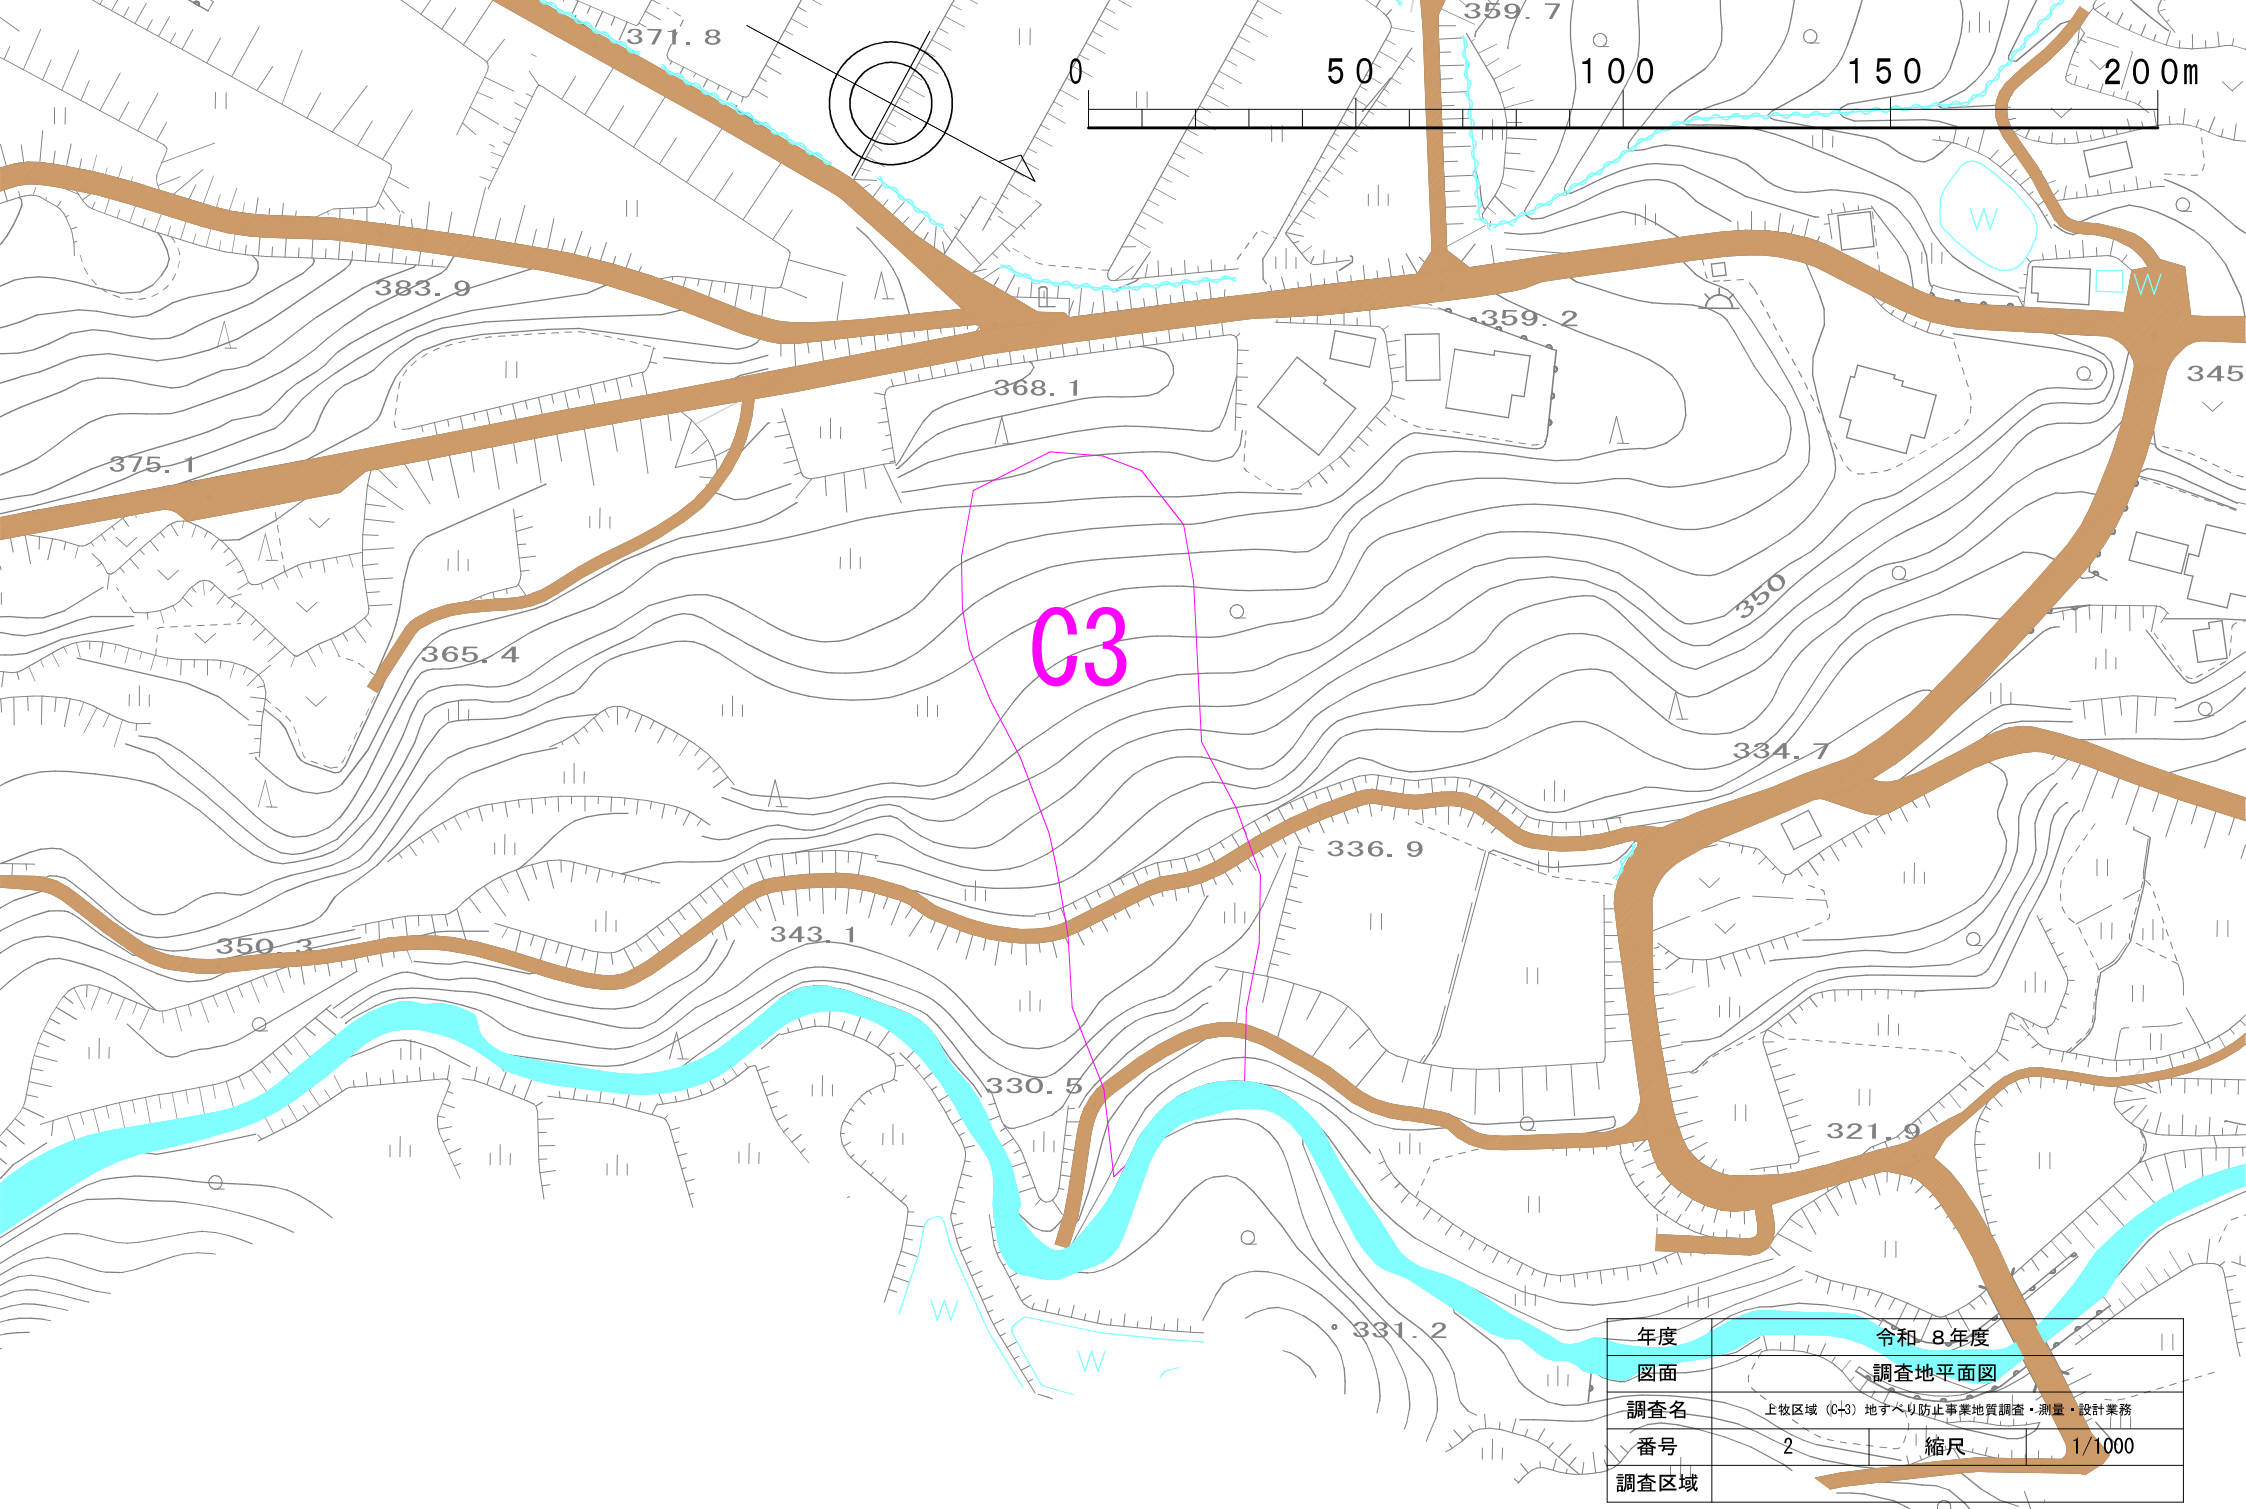 371.8
359.7
0 50 100 150 200m
W
W
383.9
359.2
368.1
345
375.1
350
C3
365.4
334.7
336.9
343.1
350.3
330.5
321.9
W
W
331.2
年度 令和 8年度
図面 調査地平面図
調査名 上牧区域（C-3）地すべり防止事業地質調査・測量・設計業務
番号 2 縮尺 1/1000
調査区域